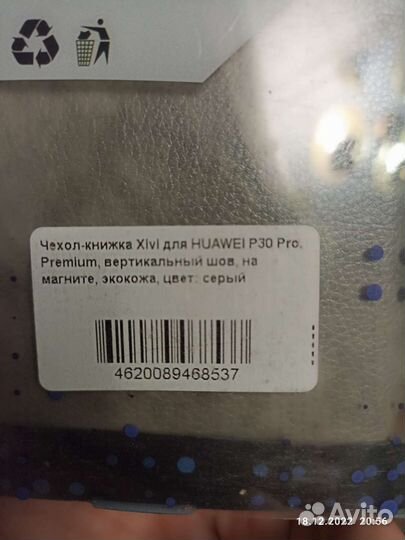 Чехол-книжка Xivi для HUAWEI P30 Pro,
Premium, вертикальный шов, на
магните, экокожа, цвет: серый
4620089468537
18.12.2022 20:56
Avito